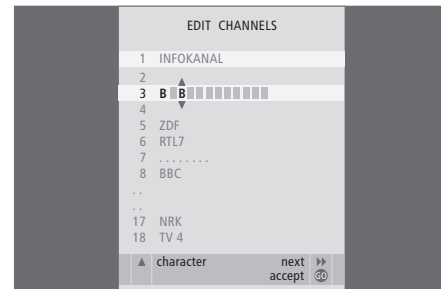 EDIT CHANNELS
1 INFOKANAL
2
3 B B
4
5 ZDF
6 RTL7
7 ........
8 BBC
..
..
17 NRK
18 TV 4
▲ character next ▶▶
accept GO